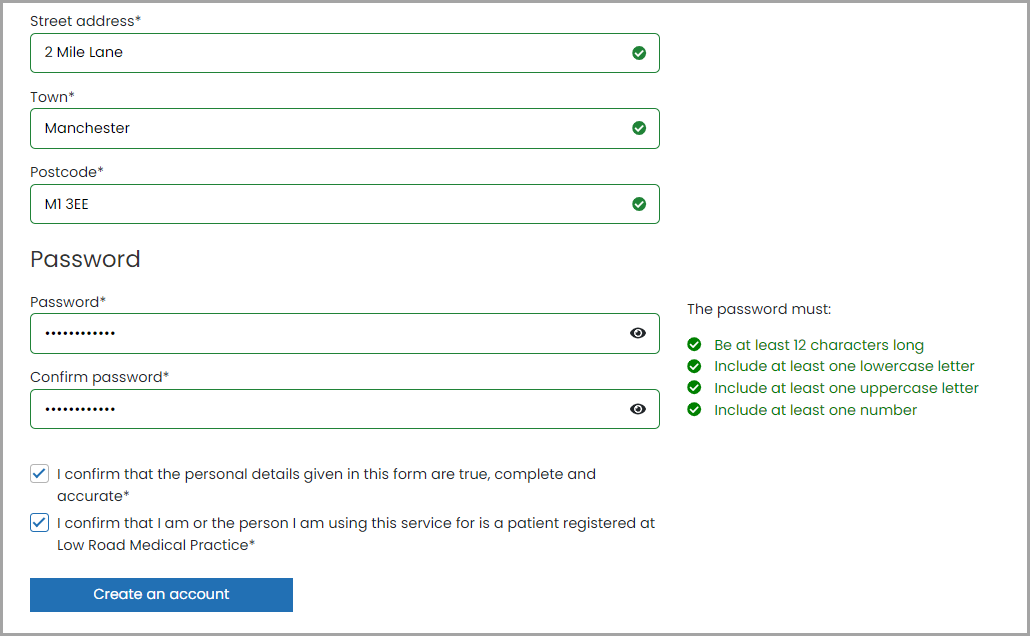 Street address*
2 Mile Lane
Town*
Manchester
Postcode*
M1 3EE
Password
Password*
••••••••••••
The password must:
Be at least 12 characters long
Include at least one lowercase letter
Include at least one uppercase letter
Include at least one number
Confirm password*
••••••••••••
I confirm that the personal details given in this form are true, complete and
accurate*
I confirm that I am or the person I am using this service for is a patient registered at
Low Road Medical Practice*
Create an account